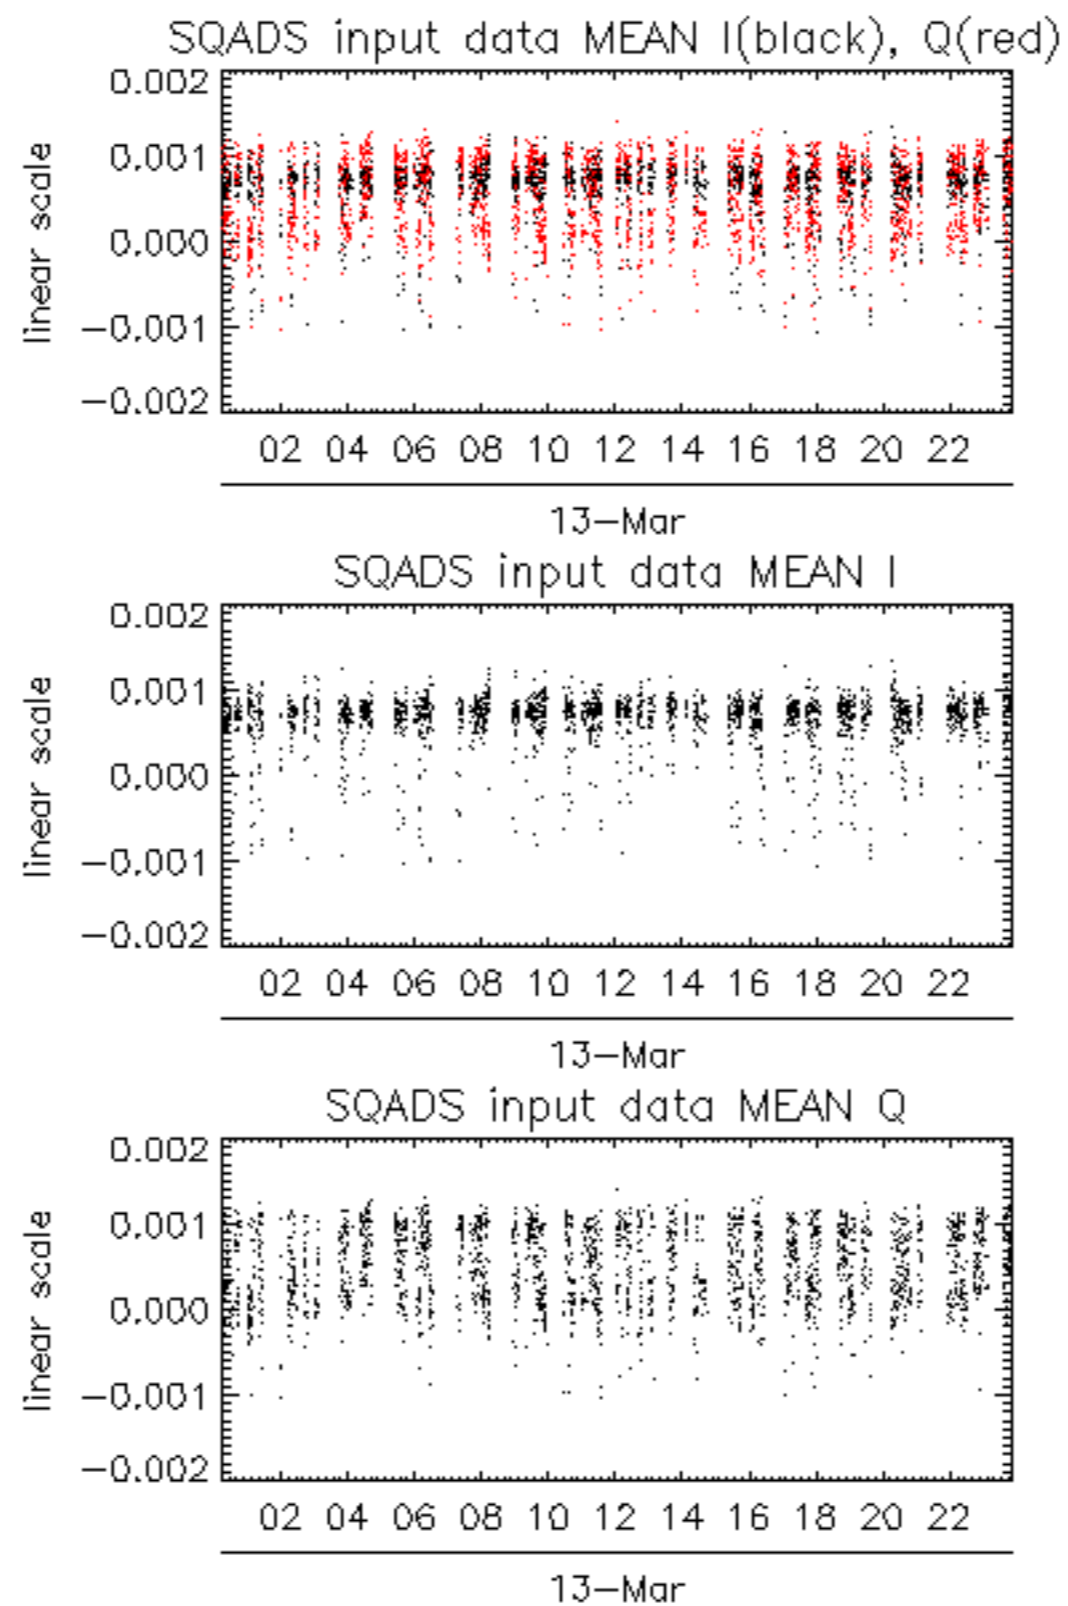 SQADS input data MEAN I(black), Q(red)
0.002
0.001
0.000
−0.001
−0.002
linear scale
02 04 06 08 10 12 14 16 18 20 22
13−Mar
SQADS input data MEAN I
0.002
0.001
0.000
−0.001
−0.002
linear scale
02 04 06 08 10 12 14 16 18 20 22
13−Mar
SQADS input data MEAN Q
0.002
0.001
0.000
−0.001
−0.002
linear scale
02 04 06 08 10 12 14 16 18 20 22
13−Mar